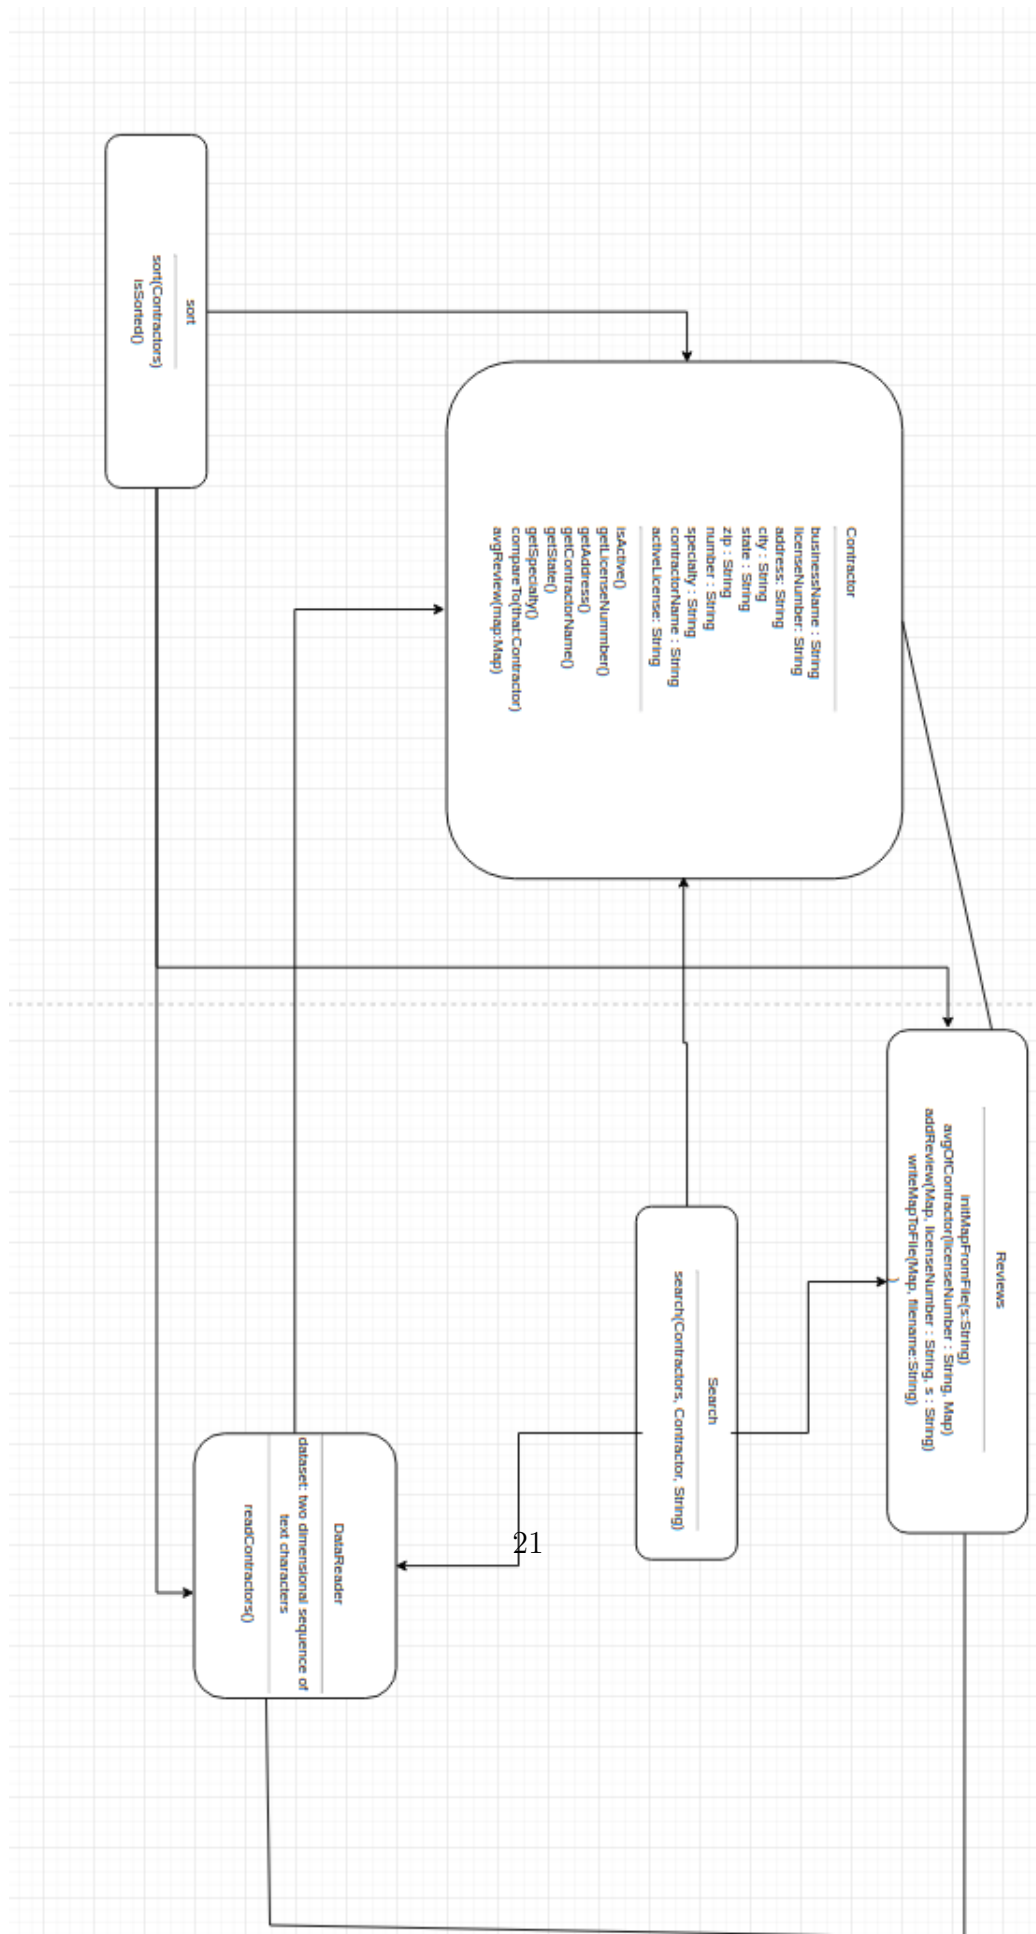 sort
sort(Contractors)
isSorted()
Contractor
businessName : String
licenseNumber: String
address: String
city : String
state : String
zip : String
number : String
specialty : String
contractorName : String
activeLicense: String
isActive()
getLicenseNummber()
getAddress()
getContractorName()
getState()
getSpecialty()
compareTo(that:Contractor)
avgReview(map:Map)
Reviews
initMapFromFile(s:String)
avgOfContractor(licenseNumber : String, Map)
addReview(Map, licenseNumber : String, s : String)
writeMapToFile(Map, filename:String)
)
Search
search(Contractors, Contractor, String)
DataReader
dataset: two dimensional sequence of
text characters
readContractors()
21